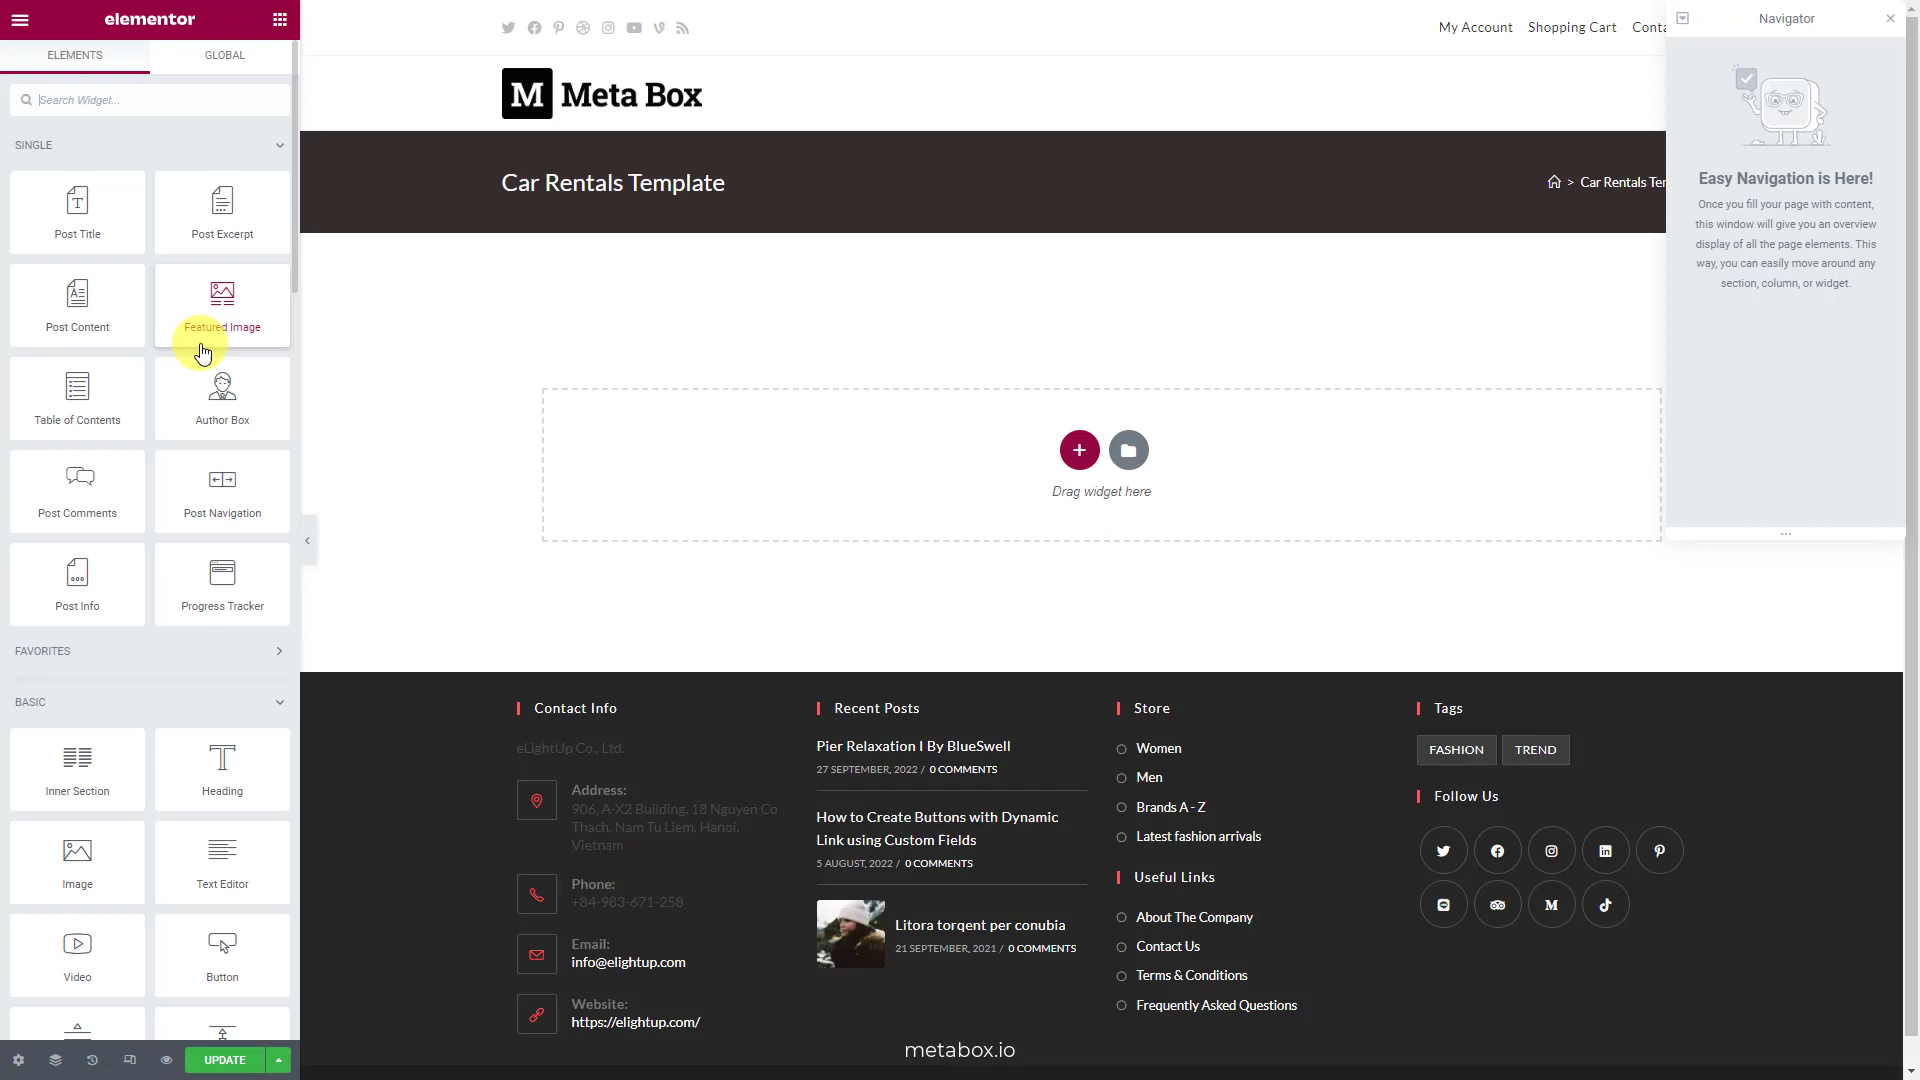 elementor
ELEMENTS
GLOBAL
Search Widget...
SINGLE
Post Title
Post Excerpt
Post Content
Featured Image
Table of Contents
Author Box
Post Comments
Post Navigation
Post Info
Progress Tracker
FAVORITES
BASIC
Inner Section
Heading
Image
Text Editor
Video
Button
UPDATE
My Account
Shopping Cart
Conta
M Meta Box
Car Rentals Template
> Car Rentals Ter
Drag widget here
Navigator
Easy Navigation is Here!
Once you fill your page with content,
this window will give you an overview
display of all the page elements. This
way, you can easily move around any
section, column, or widget.
Contact Info
eLightUp Co., Ltd.
Address:
906, A-X2 Building, 18 Nguyen Co
Thach, Nam Tu Liem, Hanoi,
Vietnam
Phone:
+84-983-671-258
Email:
info@elightup.com
Website:
https://elightup.com/
Recent Posts
Pier Relaxation I By BlueSwell
27 SEPTEMBER, 2022 / 0 COMMENTS
How to Create Buttons with Dynamic
Link using Custom Fields
5 AUGUST, 2022 / 0 COMMENTS
Litora torqent per conubia
21 SEPTEMBER, 2021 / 0 COMMENTS
Store
Women
Men
Brands A - Z
Latest fashion arrivals
Useful Links
About The Company
Contact Us
Terms & Conditions
Frequently Asked Questions
Tags
FASHION
TREND
Follow Us
metabox.io